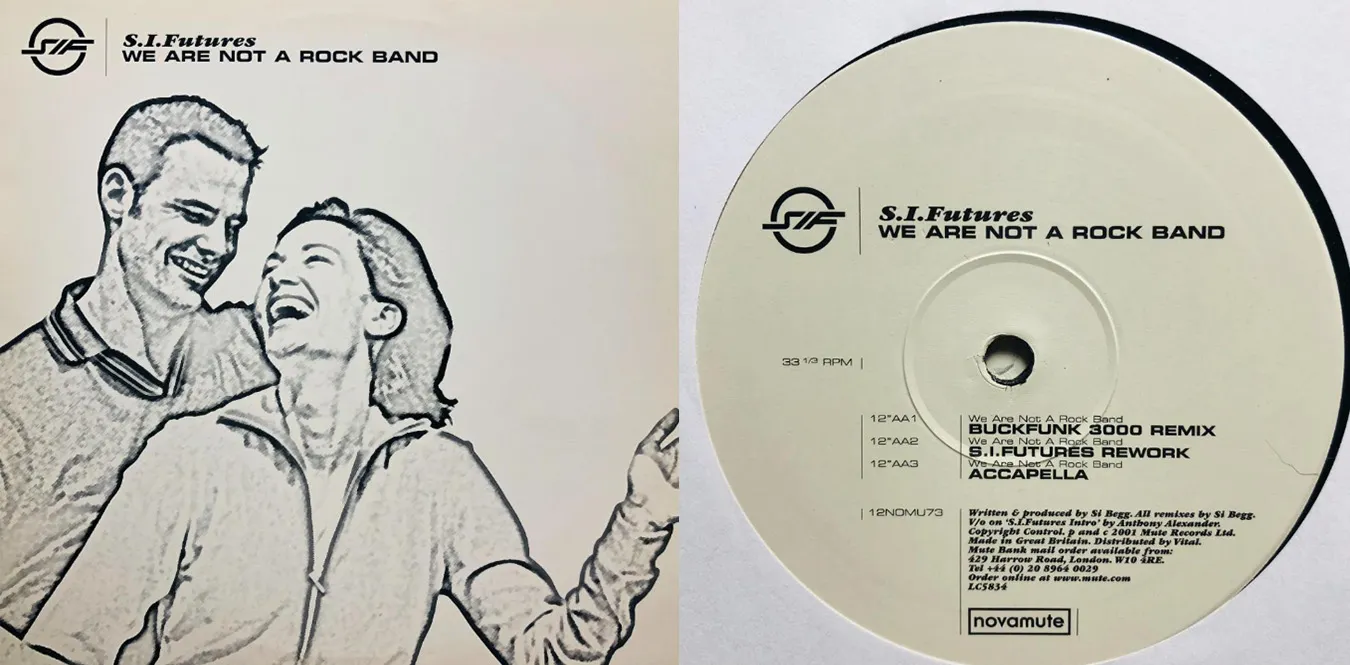 SIF
S.I.Futures
WE ARE NOT A ROCK BAND
SIF
S.I.Futures
WE ARE NOT A ROCK BAND
33 1/3 RPM
12"AA1 We Are Not A Rock Band
BUCKFUNK 3000 REMIX
12"AA2 We Are Not A Rock Band
S.I.FUTURES REWORK
12"AA3 We Are Not A Rock Band
ACCAPELLA
12NOMU73 Written & produced by Si Begg. All remixes by Si Begg.
V/o on 'S.I.Futures Intro' by Anthony Alexander.
Copyright Control. p and c 2001 Mute Records Ltd.
Made in Great Britain. Distributed by Vital.
Mute Bank mail order available from:
429 Harrow Road, London. W10 4RE.
Tel +44 (0) 20 8964 0029
Order online at www.mute.com
LC5834
novamute